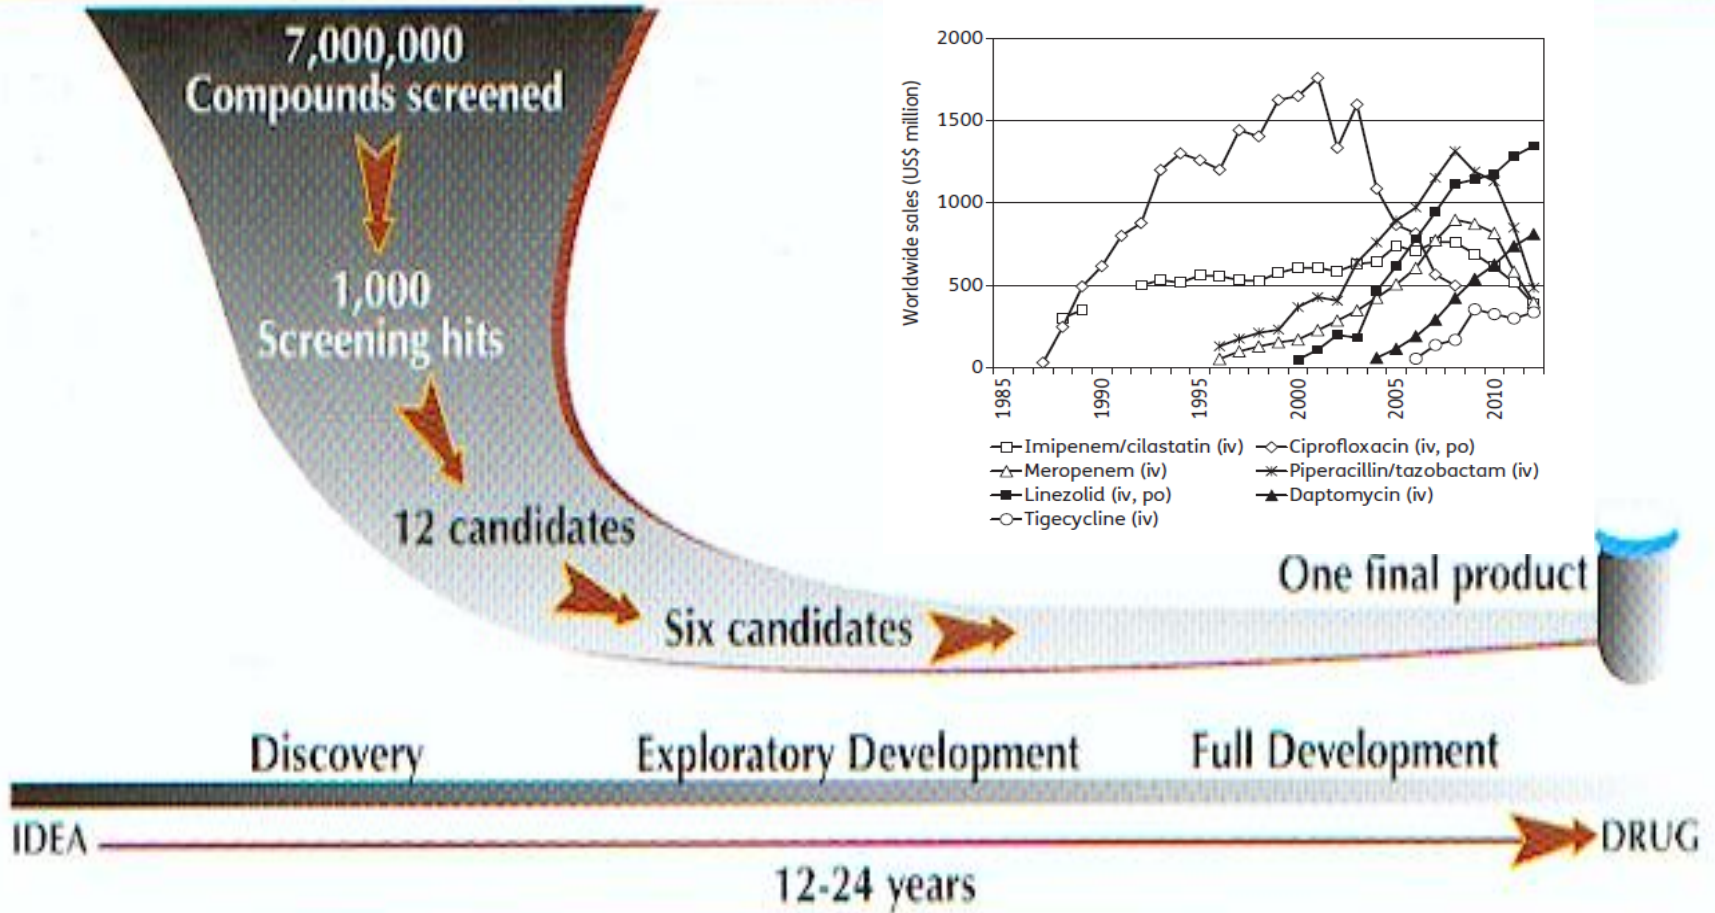 7,000,000
Compounds screened
1,000
Screening hits
12 candidates
Six candidates
One final product
Worldwide sales (US$ million)
2000
1500
1000
500
0
1985
1990
1995
2000
2005
2010
Imipenem/cilastatin (iv)
Ciprofloxacin (iv, po)
Meropenem (iv)
Piperacillin/tazobactam (iv)
Linezolid (iv, po)
Daptomycin (iv)
Tigecycline (iv)
Discovery
Exploratory Development
Full Development
IDEA
DRUG
12-24 years